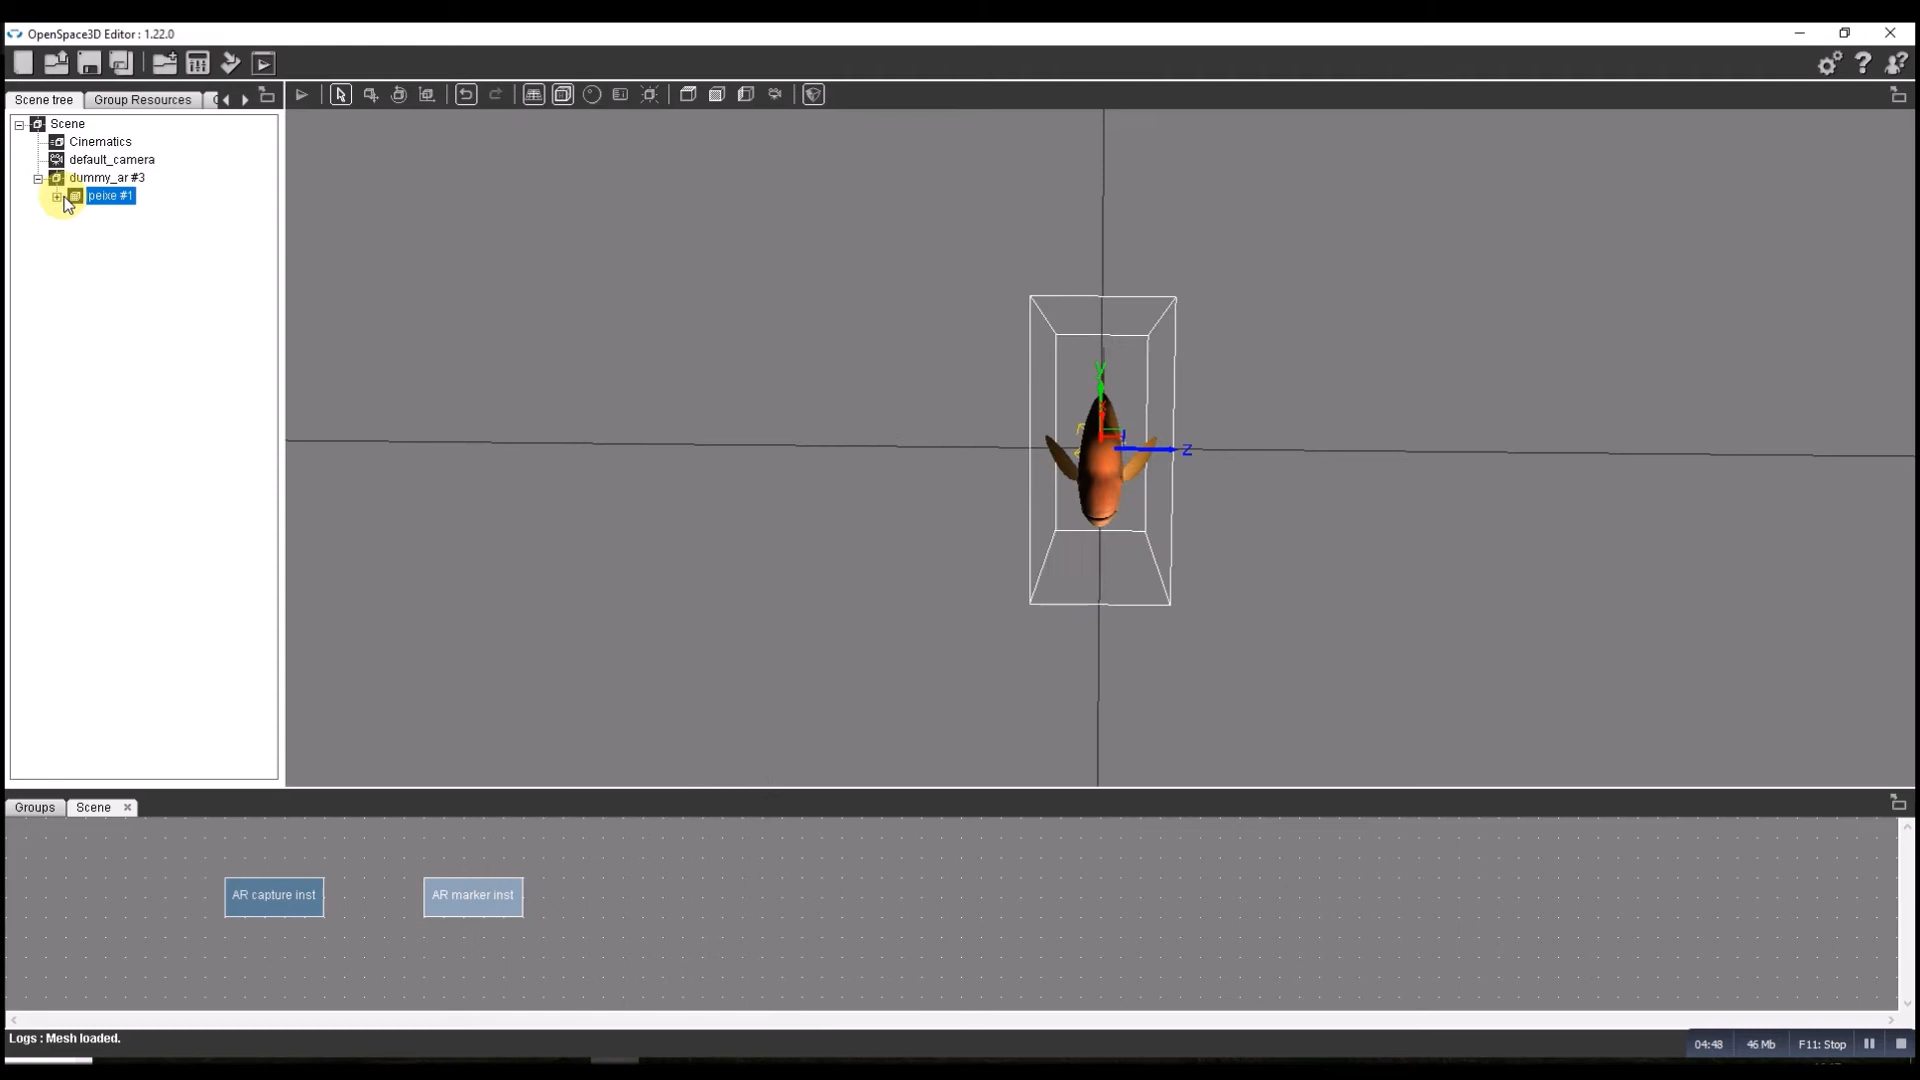 OpenSpace3D Editor : 1.22.0
Scene tree
Group Resources
Scene
Cinematics
default_camera
dummy_ar #3
peixe #1
y
z
Groups
Scene
AR capture inst
AR marker inst
Logs : Mesh loaded.
04:48
46 Mb
F11: Stop